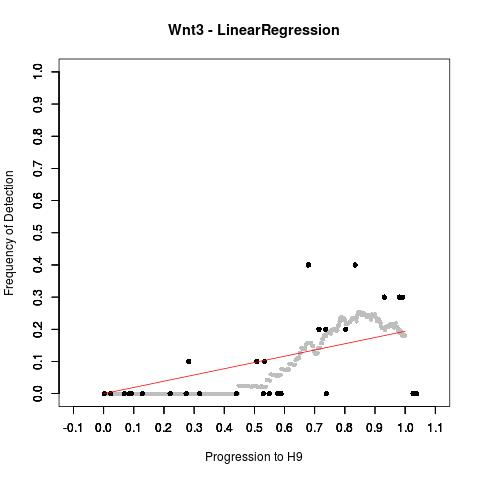 Wnt3 - LinearRegression
Frequency of Detection
1.0
0.9
0.8
0.7
0.6
0.5
0.4
0.3
0.2
0.1
0.0
-0.1 0.0 0.1 0.2 0.3 0.4 0.5 0.6 0.7 0.8 0.9 1.0 1.1
Progression to H9